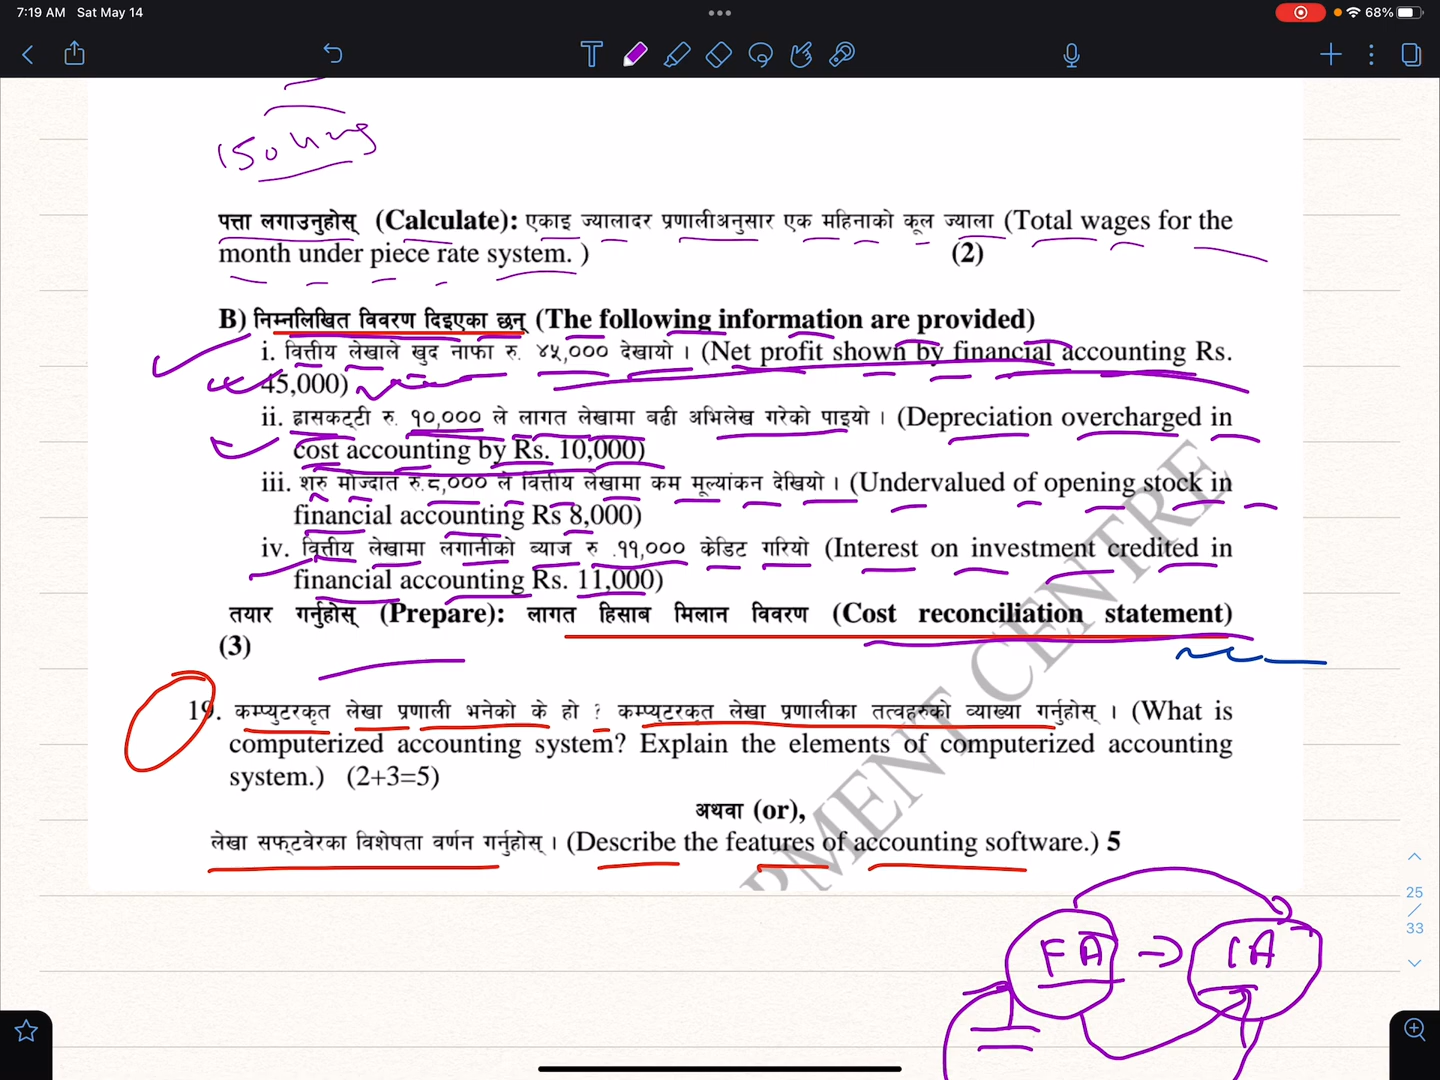 7:19 AM Sat May 14
68%
150
पत्ता लगाउनुहोस् (Calculate): एकाइ ज्यालादर प्रणालीअनुसार एक महिनाको कूल ज्याला (Total wages for the
month under piece rate system. ) (2)
B) निम्नलिखित विवरण दिइएका छन् (The following information are provided)
i. वित्तीय लेखाले खुद नाफा रु. ४५,००० देखायो । (Net profit shown by financial accounting Rs.
45,000)
ii. ह्रासकट्टी रु. १०,००० ले लागत लेखामा बढी अभिलेख गरेको पाइयो । (Depreciation overcharged in
cost accounting by Rs. 10,000)
iii. शुरु मौज्दात रु.८,००० ले वित्तीय लेखामा कम मूल्यांकन देखियो । (Undervalued of opening stock in
financial accounting Rs 8,000)
iv. वित्तीय लेखामा लगानीको व्याज रु .११,००० केडिट गरियो (Interest on investment credited in
financial accounting Rs. 11,000)
तयार गर्नुहोस् (Prepare): लागत हिसाब मिलान विवरण (Cost reconciliation statement)
(3)
19. कम्प्युटरकृत लेखा प्रणाली भनेको के हो ? कम्प्युटरकृत लेखा प्रणालीका तत्वहरुको व्याख्या गर्नुहोस् । (What is
computerized accounting system? Explain the elements of computerized accounting
system.) (2+3=5)
अथवा (or),
लेखा सफ्टवेरका विशेषता वर्णन गर्नुहोस् । (Describe the features of accounting software.) 5
PMENT CENTRE
FA ⇒ CA
25
/
33